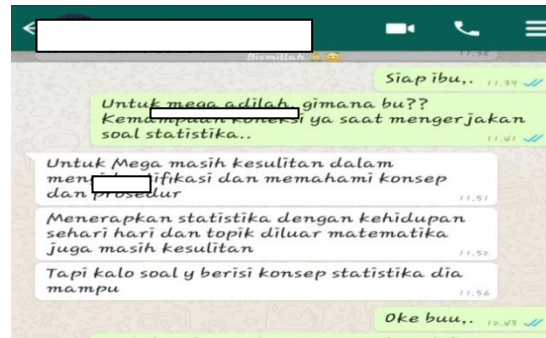 Bismillah
11.38
Siap ibu,. 11.39
Untuk mega adilah, gimana bu??
Kemampuan koneksi ya saat mengerjakan
soal statistika.. 11.41
Untuk Mega masih kesulitan dalam
dan memahami konsep
dan prosedur 11.51
Menerapkan statistika dengan kehidupan
sehari hari dan topik diluar matematika
juga masih kesulitan 11.52
Tapi kalo soal y berisi konsep statistika dia
mampu 11.56
Oke buu,. 12.43